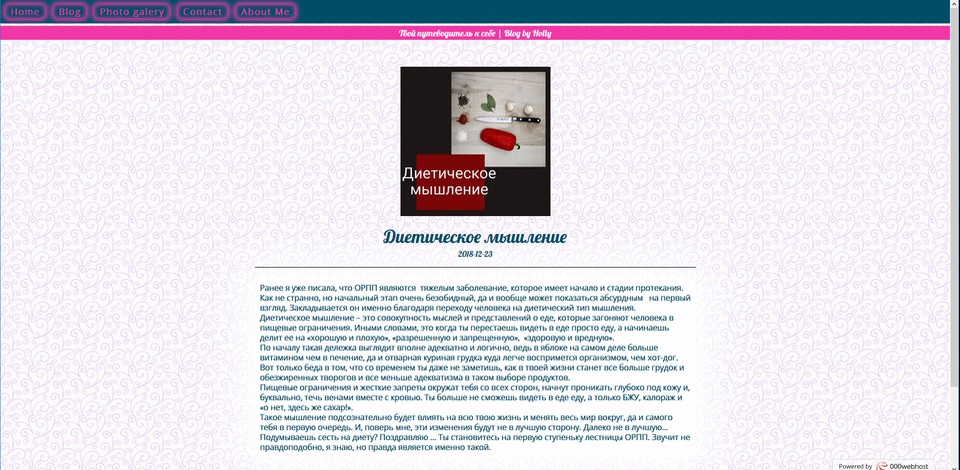 Home Blog Photo galery Contact About Me
Твой путеводитель к себе | Blog by Holly
Диетическое
мышление
Диетическое мышление
2018-12-23
Ранее я уже писала, что ОРПП являются тяжелым заболевание, которое имеет начало и стадии протекания.
Как не странно, но начальный этап очень безобидный, да и вообще может показаться абсурдным на первый
взгляд. Закладывается он именно благодаря переходу человека на диетический тип мышления.
Диетическое мышление – это совокупность мыслей и представлений о еде, которые загоняют человека в
пищевые ограничения. Иными словами, это когда ты перестаешь видеть в еде просто еду, а начинаешь
делит ее на «хорошую и плохую», «разрешенную и запрещенную», «здоровую и вредную».
По началу такая дележка выглядит вполне адекватно и логично, ведь в яблоке на самом деле больше
витамином чем в печение, да и отварная куриная грудка куда легче воспримется организмом, чем хот-дог.
Вот только беда в том, что со временем ты даже не заметишь, как в твоей жизни станет все больше грудок и
обезжиренных творогов и все меньше адекватизма в таком выборе продуктов.
Пищевые ограничения и жесткие запреты окружат тебя со всех сторон, начнут проникать глубоко под кожу и,
буквально, течь венами вместе с кровью. Ты больше не сможешь видеть в еде еду, а только БЖУ, калораж и
«о нет, здесь же сахар!».
Такое мышление подсознательно будет влиять на всю твою жизнь и менять весь мир вокруг, да и самого
тебя в первую очередь. И, поверь мне, эти изменения будут не в лучшую сторону. Далеко не в лучшую...
Подумываешь сесть на диету? Поздравляю ... Ты становитесь на первую ступеньку лестницы ОРПП. Звучит не
правдоподобно, я знаю, но правда является именно такой.
Powered by 000webhost